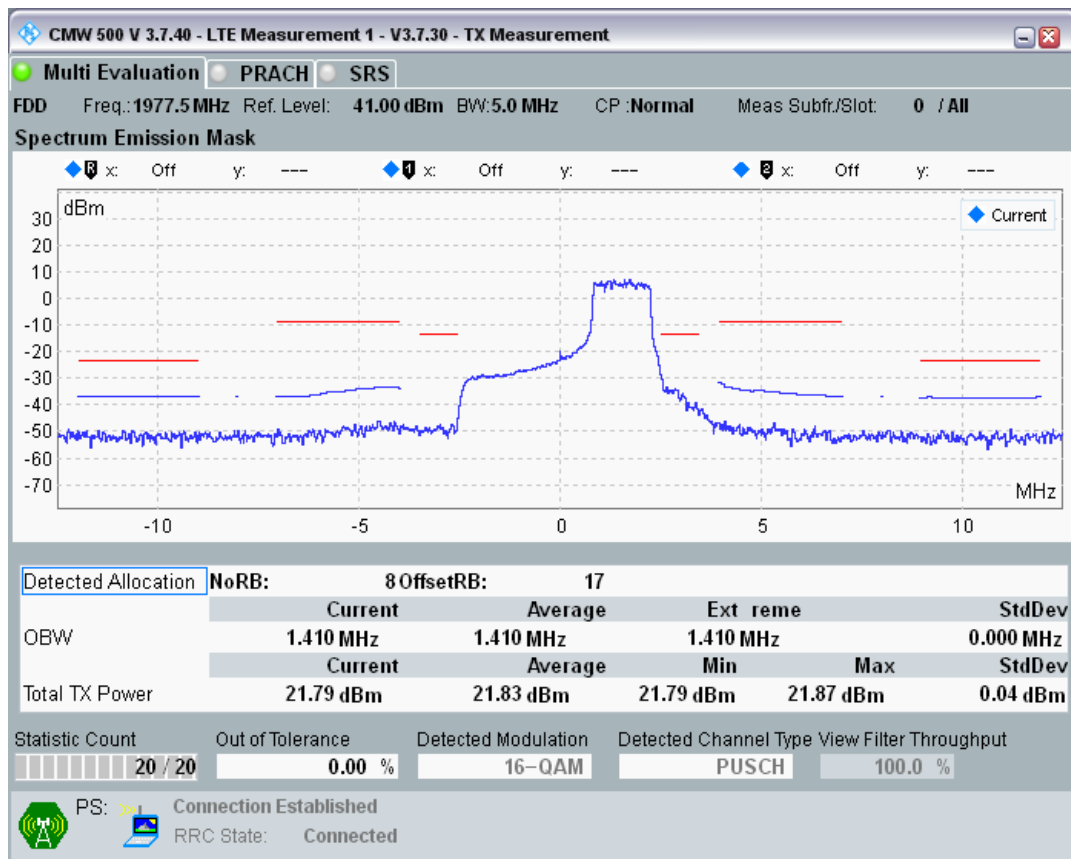 CMW 500 V 3.7.40 - LTE Measurement 1 - V3.7.30 - TX Measurement
Multi Evaluation PRACH SRS
FDD Freq.:1977.5 MHz Ref. Level: 41.00 dBm BW:5.0 MHz CP :Normal Meas Subfr./Slot: 0 / All
Spectrum Emission Mask
R x: Off y: --- 1 x: Off y: --- 2 x: Off y: ---
dBm
Current
30
20
10
0
-10
-20
-30
-40
-50
-60
-70
MHz
-10 -5 0 5 10
Detected Allocation NoRB: 8 OffsetRB: 17
Current Average Ext reme StdDev
OBW 1.410 MHz 1.410 MHz 1.410 MHz 0.000 MHz
Current Average Min Max StdDev
Total TX Power 21.79 dBm 21.83 dBm 21.79 dBm 21.87 dBm 0.04 dBm
Statistic Count Out of Tolerance Detected Modulation Detected Channel Type View Filter Throughput
20 / 20 0.00 % 16-QAM PUSCH 100.0 %
PS: Connection Established
RRC State: Connected